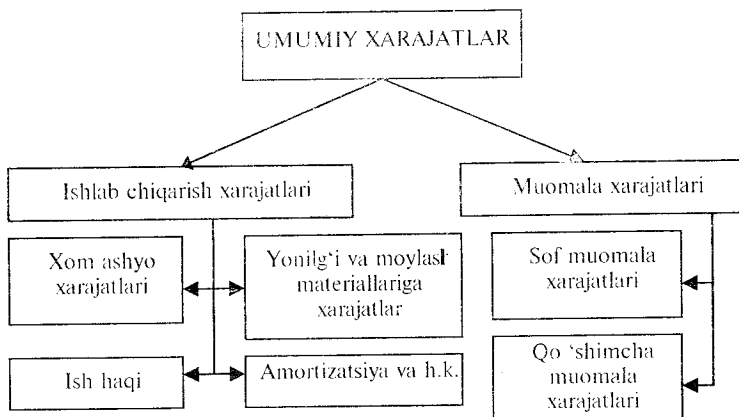 UMUMIY XARAJATLAR
Ishlab chiqarish xarajatlari
Muomala xarajatlari
Xom ashyo
xarajatlari
Yonilg‘i va moylash
materiallariga
xarajatlar
Sof muomala
xarajatlari
Ish haqi
Amortizatsiya va h.k.
Qo ‘shimcha
muomala
xarajatlari